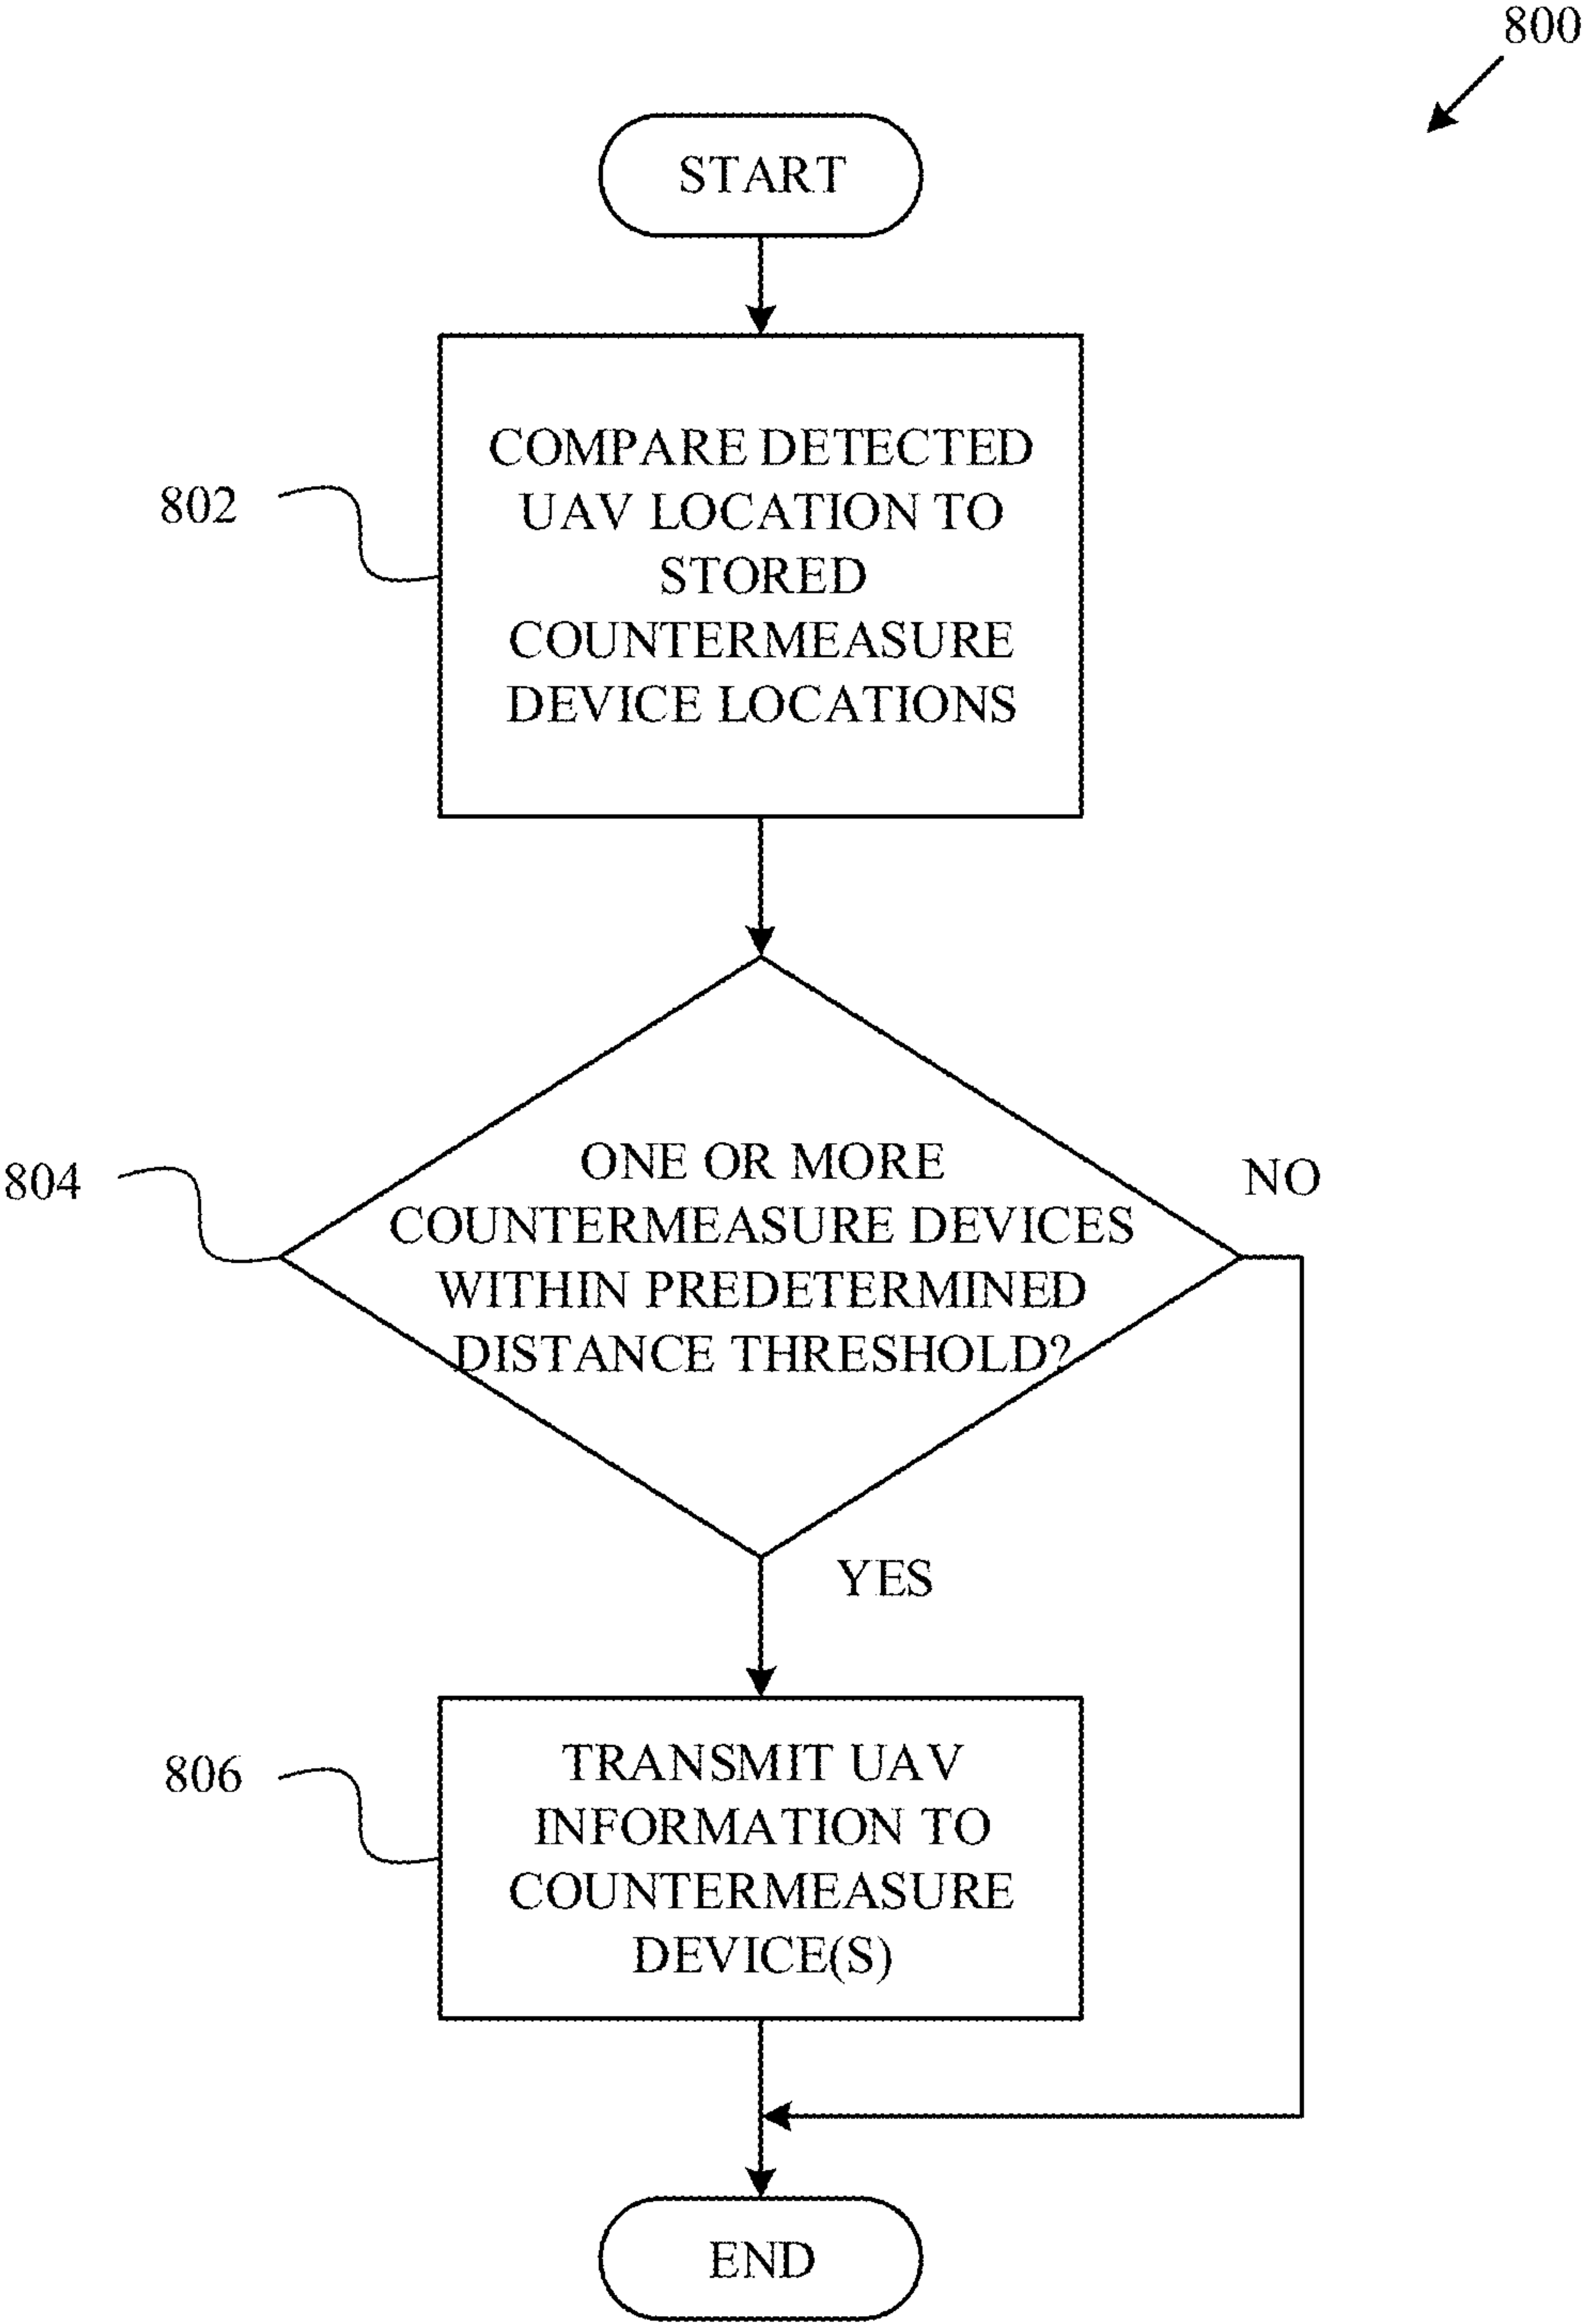 800
START
COMPARE DETECTED
UAV LOCATION TO
802
STORED
COUNTERMEASURE
DEVICE LOCATIONS
ONE OR MORE
804
NO
COUNTERMEASURE DEVICES
WITHIN PREDETERMINED
DISTANCE THRESHOLD?
YES
TRANSMIT UAV
806
INFORMATION TO
COUNTERMEASURE
DEVICE(S)
END